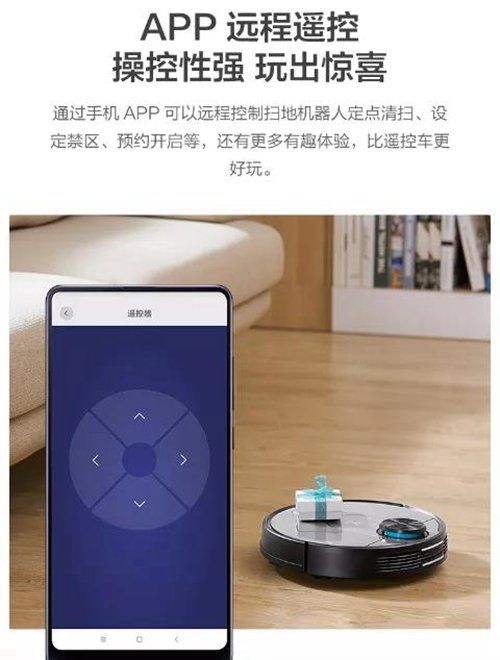 APP 远程遥控
操控性强 玩出惊喜
通过手机 APP 可以远程控制扫地机器人定点清扫、设
定禁区、预约开启等，还有更多有趣体验，比遥控车更
好玩。
遥控器